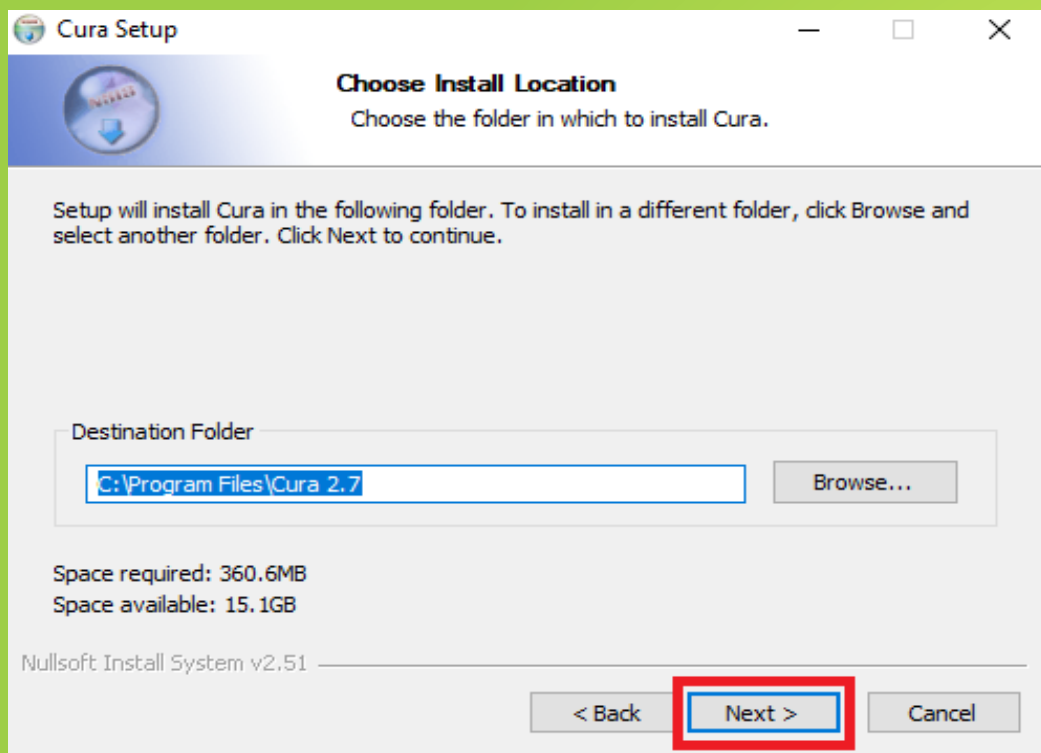 Cura Setup
Choose Install Location
Choose the folder in which to install Cura.
Setup will install Cura in the following folder. To install in a different folder, click Browse and
select another folder. Click Next to continue.
Destination Folder
C:\Program Files\Cura 2.7
Browse...
Space required: 360.6MB
Space available: 15.1GB
Nullsoft Install System v2.51
< Back
Next >
Cancel